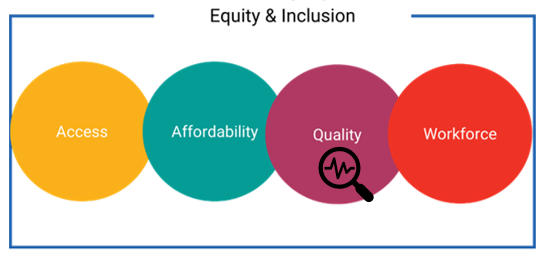 Equity & Inclusion
Access
Affordability
Quality
Workforce